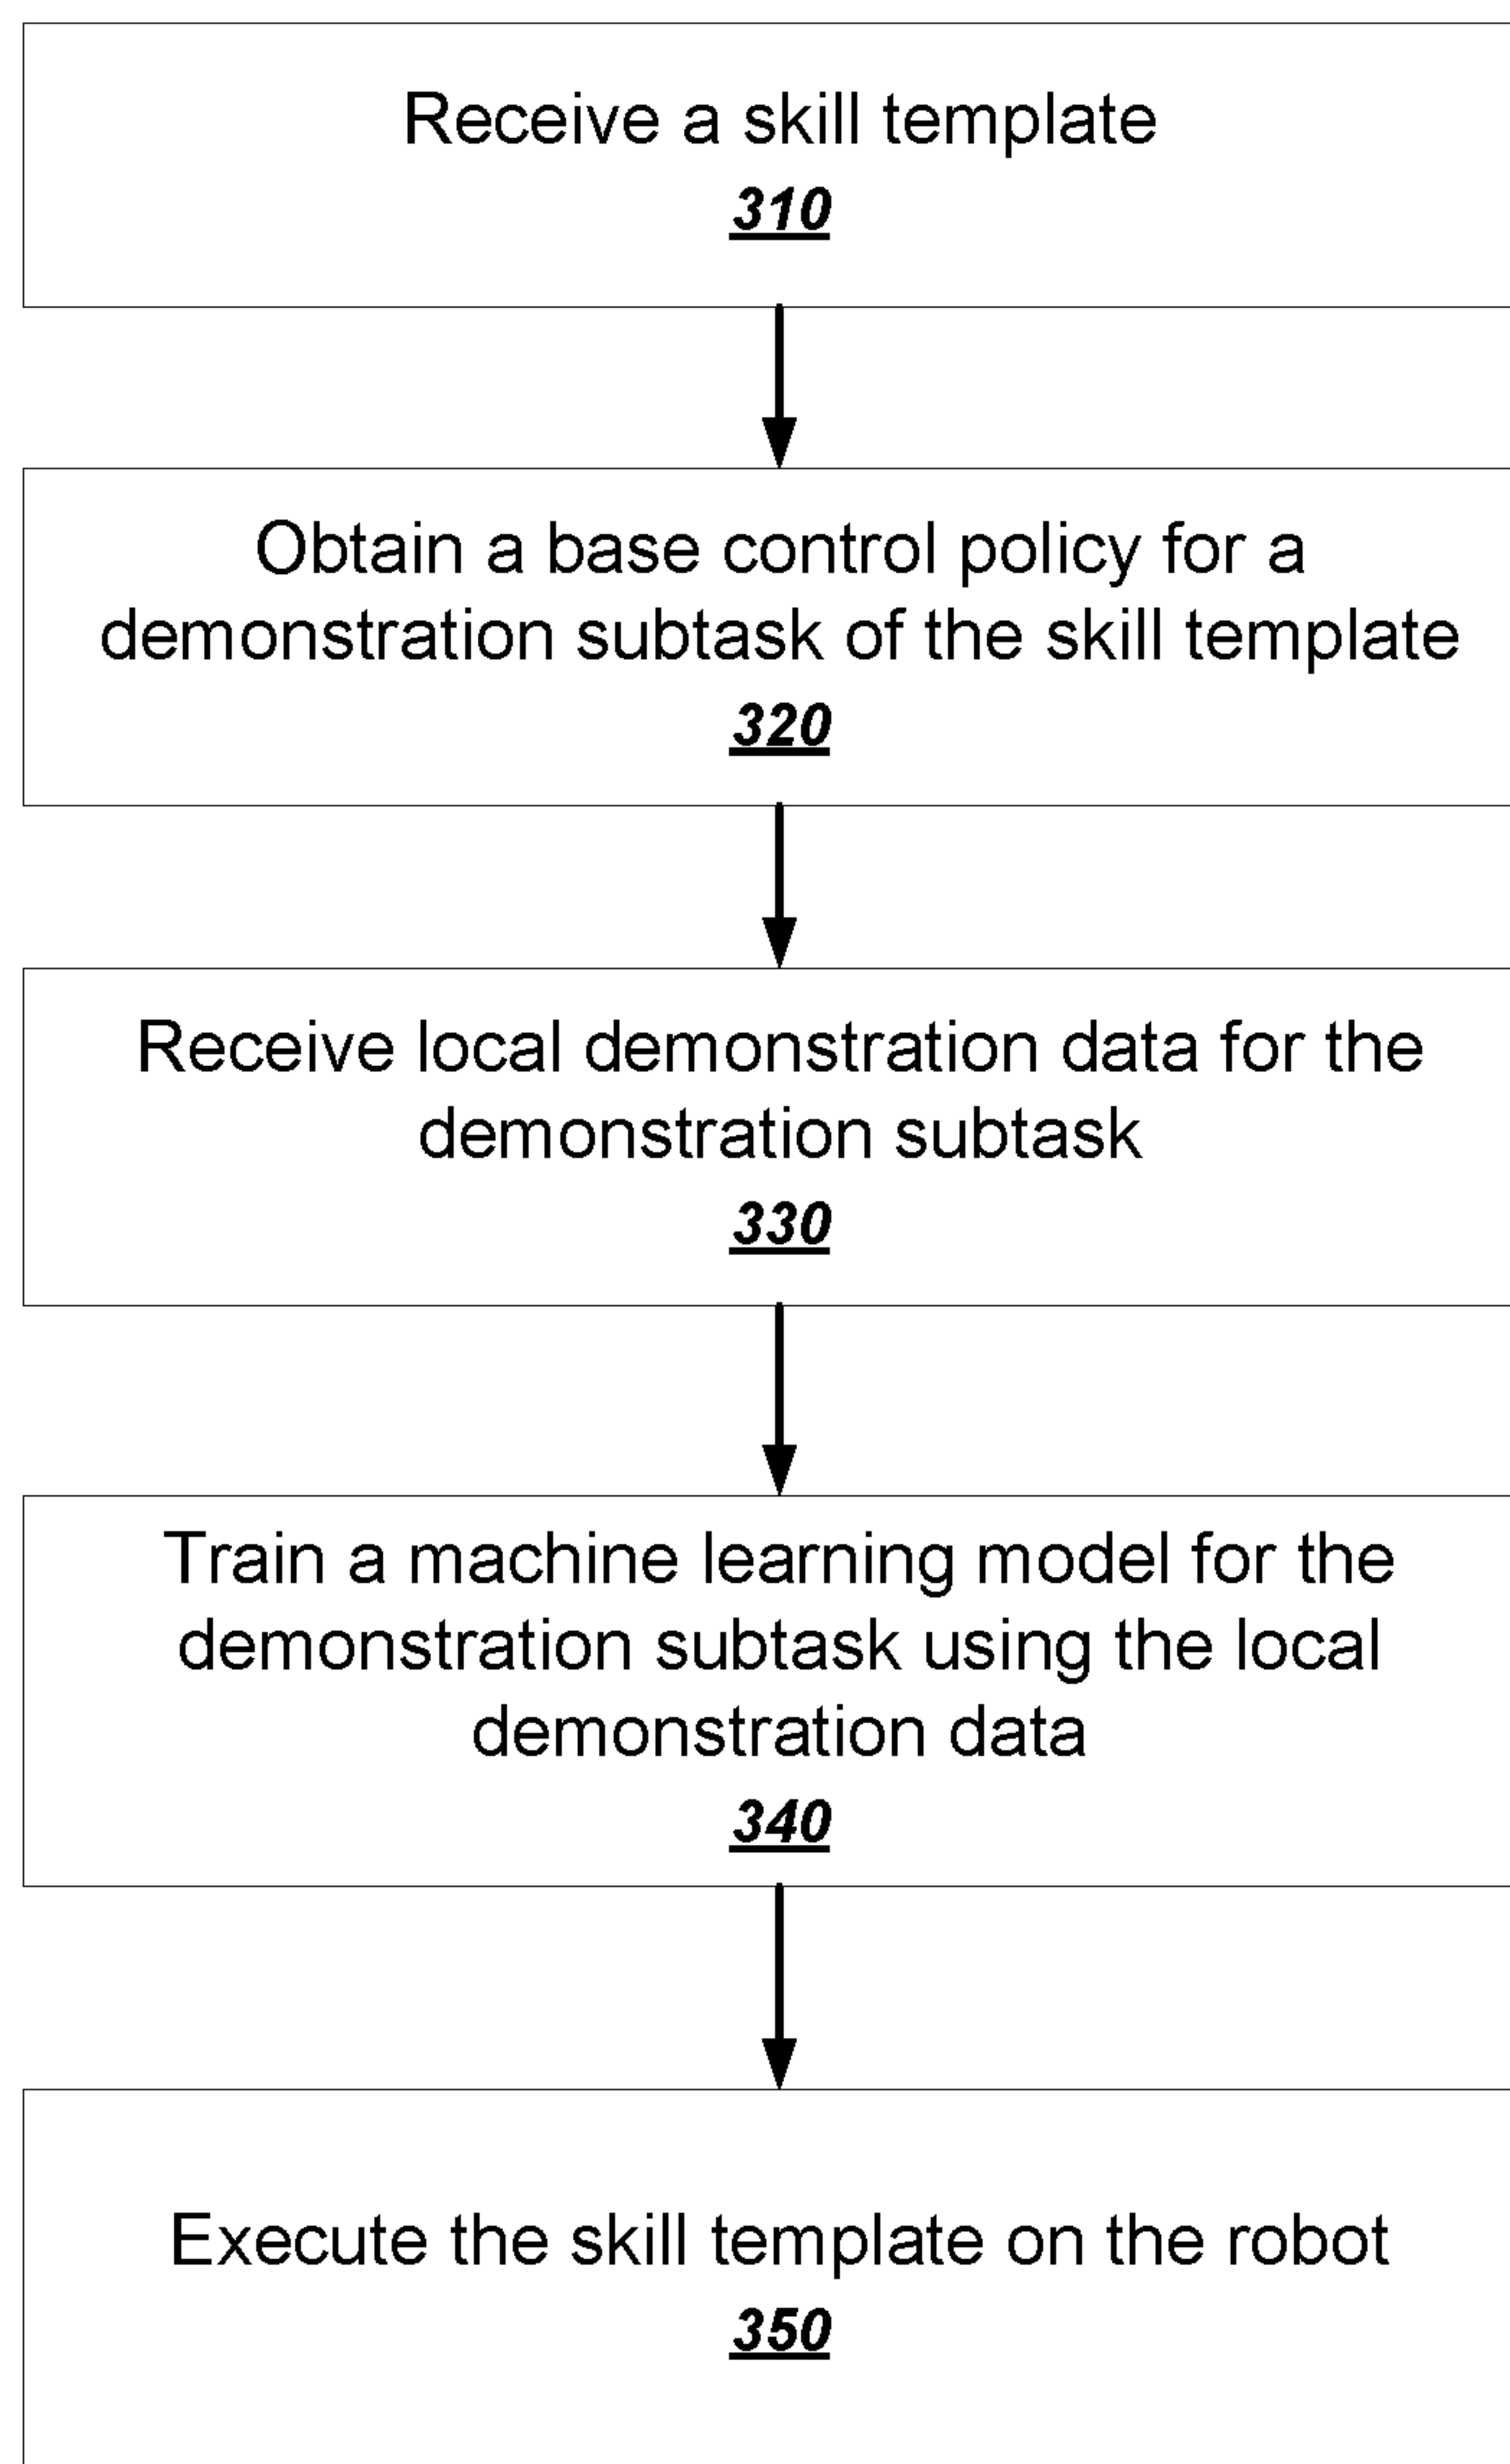 Receive a skill template
310
Obtain a base control policy for a
demonstration subtask of the skill template
320
Receive local demonstration data for the
demonstration subtask
330
Train a machine learning model for the
demonstration subtask using the local
demonstration data
340
Execute the skill template on the robot
350